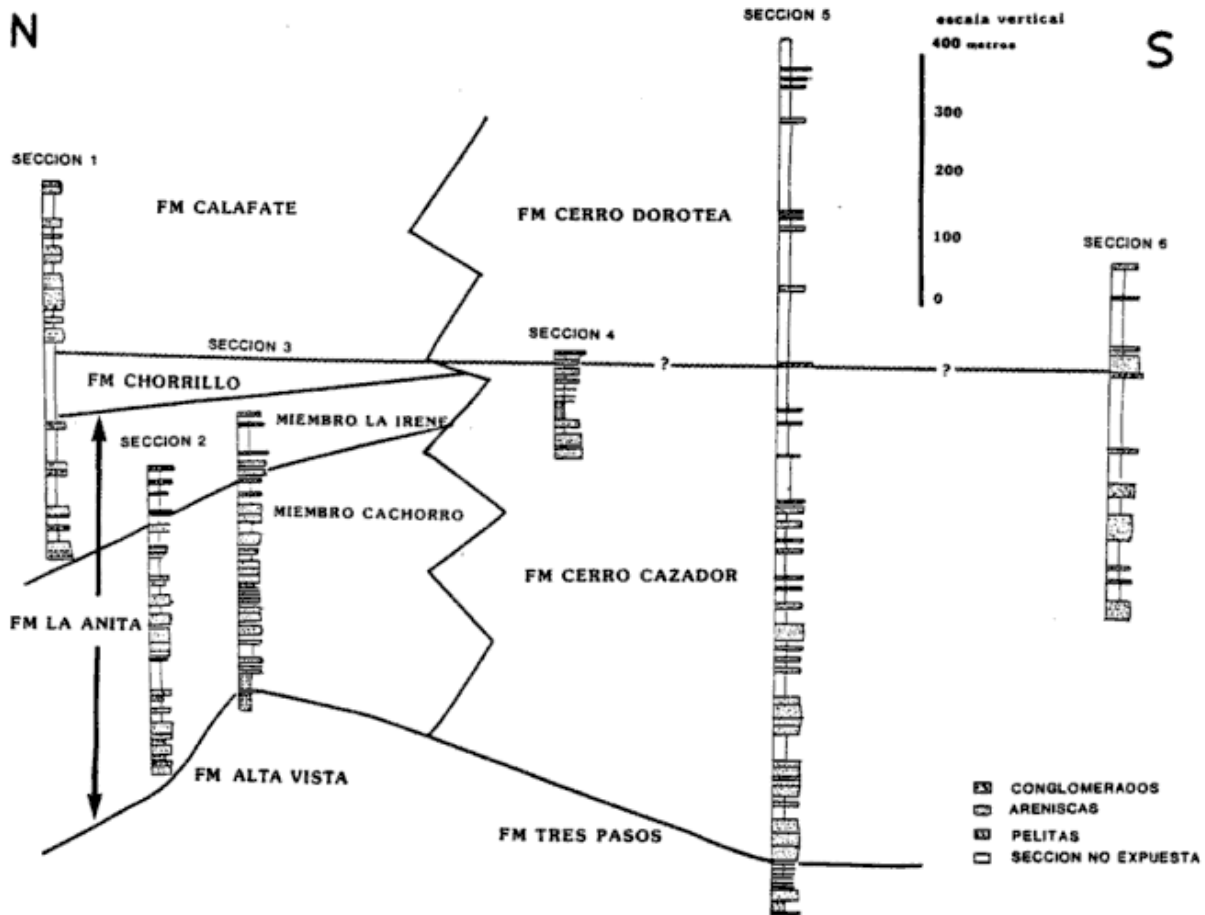 N
SECCION 5
escala vertical
400 metros
S
300
SECCION 1
200
FM CALAFATE
FM CERRO DOROTEA
100
SECCION 6
0
SECCION 4
SECCION 3
?
?
FM CHORRILLO
MIEMBRO LA IRENE
SECCION 2
MIEMBRO CACHORRO
FM CERRO CAZADOR
FM LA ANITA
FM ALTA VISTA
FM TRES PASOS
CONGLOMERADOS
ARENISCAS
PELITAS
SECCION NO EXPUESTA